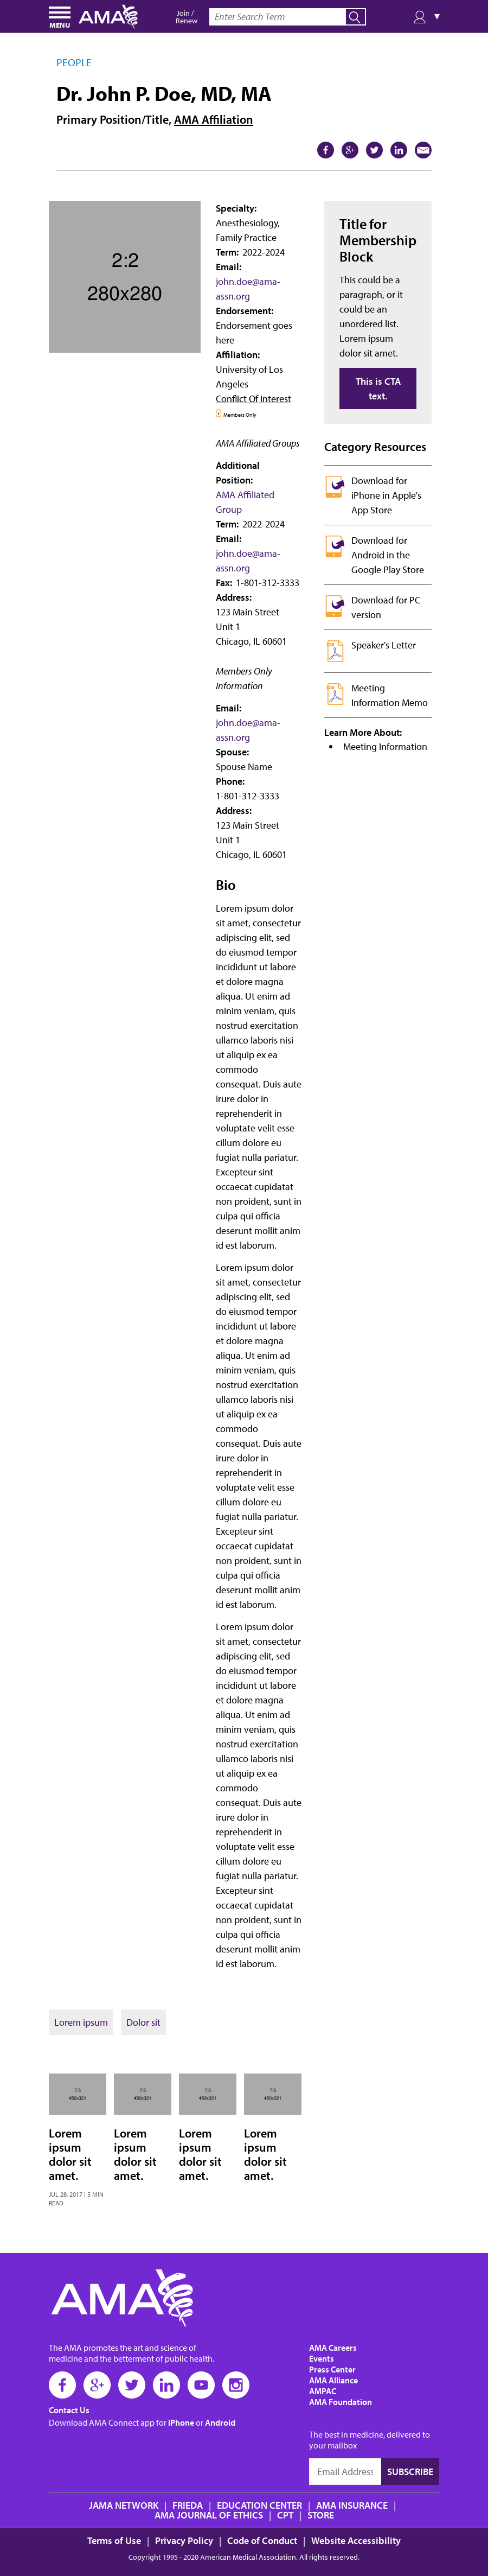 MENU
AMA
Join /
Renew
Enter Search Term
▼
PEOPLE
Dr. John P. Doe, MD, MA
Primary Position/Title, AMA Affiliation
2:2
280x280
Specialty:
Anesthesiology,
Family Practice
Term: 2022-2024
Email:
john.doe@ama-
assn.org
Endorsement:
Endorsement goes
here
Affiliation:
University of Los
Angeles
Conflict Of Interest
Members Only
AMA Affiliated Groups
Additional
Position:
AMA Affiliated
Group
Term: 2022-2024
Email:
john.doe@ama-
assn.org
Fax: 1-801-312-3333
Address:
123 Main Street
Unit 1
Chicago, IL 60601
Members Only
Information
Email:
john.doe@ama-
assn.org
Spouse:
Spouse Name
Phone:
1-801-312-3333
Address:
123 Main Street
Unit 1
Chicago, IL 60601
Bio
Lorem ipsum dolor
sit amet, consectetur
adipiscing elit, sed
do eiusmod tempor
incididunt ut labore
et dolore magna
aliqua. Ut enim ad
minim veniam, quis
nostrud exercitation
ullamco laboris nisi
ut aliquip ex ea
commodo
consequat. Duis aute
irure dolor in
reprehenderit in
voluptate velit esse
cillum dolore eu
fugiat nulla pariatur.
Excepteur sint
occaecat cupidatat
non proident, sunt in
culpa qui officia
deserunt mollit anim
id est laborum.
Lorem ipsum dolor
sit amet, consectetur
adipiscing elit, sed
do eiusmod tempor
incididunt ut labore
et dolore magna
aliqua. Ut enim ad
minim veniam, quis
nostrud exercitation
ullamco laboris nisi
ut aliquip ex ea
commodo
consequat. Duis aute
irure dolor in
reprehenderit in
voluptate velit esse
cillum dolore eu
fugiat nulla pariatur.
Excepteur sint
occaecat cupidatat
non proident, sunt in
culpa qui officia
deserunt mollit anim
id est laborum.
Lorem ipsum dolor
sit amet, consectetur
adipiscing elit, sed
do eiusmod tempor
incididunt ut labore
et dolore magna
aliqua. Ut enim ad
minim veniam, quis
nostrud exercitation
ullamco laboris nisi
ut aliquip ex ea
commodo
consequat. Duis aute
irure dolor in
reprehenderit in
voluptate velit esse
cillum dolore eu
fugiat nulla pariatur.
Excepteur sint
occaecat cupidatat
non proident, sunt in
culpa qui officia
deserunt mollit anim
id est laborum.
Title for
Membership
Block
This could be a
paragraph, or it
could be an
unordered list.
Lorem ipsum
dolor sit amet.
This is CTA
text.
Category Resources
Download for
iPhone in Apple's
App Store
Download for
Android in the
Google Play Store
Download for PC
version
Speaker's Letter
Meeting
Information Memo
Learn More About:
• Meeting Information
Lorem ipsum
Dolor sit
7:5
450x321
7:5
450x321
7:5
450x321
7:5
450x321
Lorem
ipsum
dolor sit
amet.
JUL 28, 2017 | 5 MIN
READ
Lorem
ipsum
dolor sit
amet.
Lorem
ipsum
dolor sit
amet.
Lorem
ipsum
dolor sit
amet.
AMA
The AMA promotes the art and science of
medicine and the betterment of public health.
Contact Us
Download AMA Connect app for iPhone or Android
AMA Careers
Events
Press Center
AMA Alliance
AMPAC
AMA Foundation
The best in medicine, delivered to
your mailbox
Email Address
SUBSCRIBE
JAMA NETWORK | FRIEDA | EDUCATION CENTER | AMA INSURANCE |
AMA JOURNAL OF ETHICS | CPT | STORE
Terms of Use | Privacy Policy | Code of Conduct | Website Accessibility
Copyright 1995 - 2020 American Medical Association. All rights reserved.